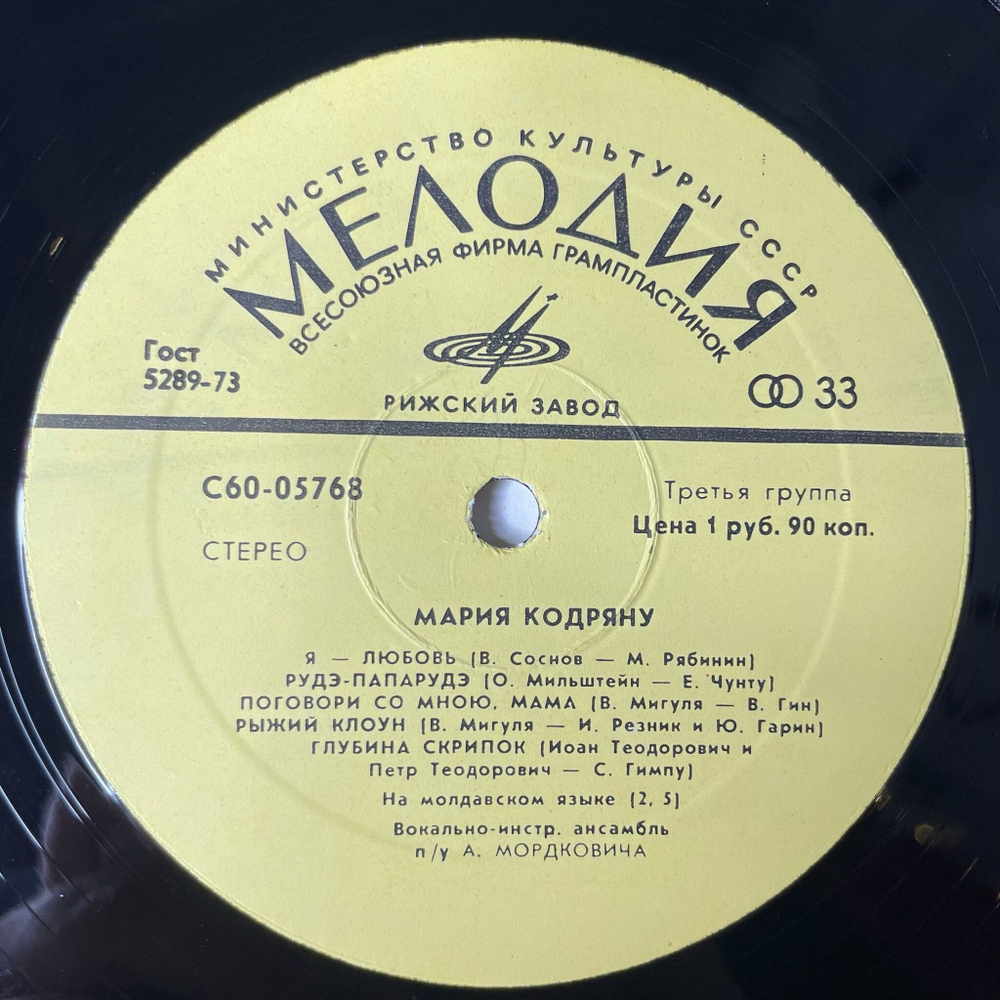 МИНИСТЕРСТВО КУЛЬТУРЫ СССР
МЕЛОДИЯ
ВСЕСОЮЗНАЯ ФИРМА ГРАМПЛАСТИНОК
Гост
5289-73
33
РИЖСКИЙ ЗАВОД
С60-05768
Третья группа
Цена 1 руб. 90 коп.
СТЕРЕО
МАРИЯ КОДРЯНУ
Я — ЛЮБОВЬ (В. Соснов — М. Рябинин)
РУДЭ-ПАПАРУДЭ (О. Мильштейн — Е. Чунту)
ПОГОВОРИ СО МНОЮ, МАМА (В. Мигуля — В. Гин)
РЫЖИЙ КЛОУН (В. Мигуля — И. Резник и Ю. Гарин)
ГЛУБИНА СКРИПОК (Иоан Теодорович и
Петр Теодорович — С. Гимпу)
На молдавском языке (2, 5)
Вокально-инстр. ансамбль
п/у А. МОРДКОВИЧА